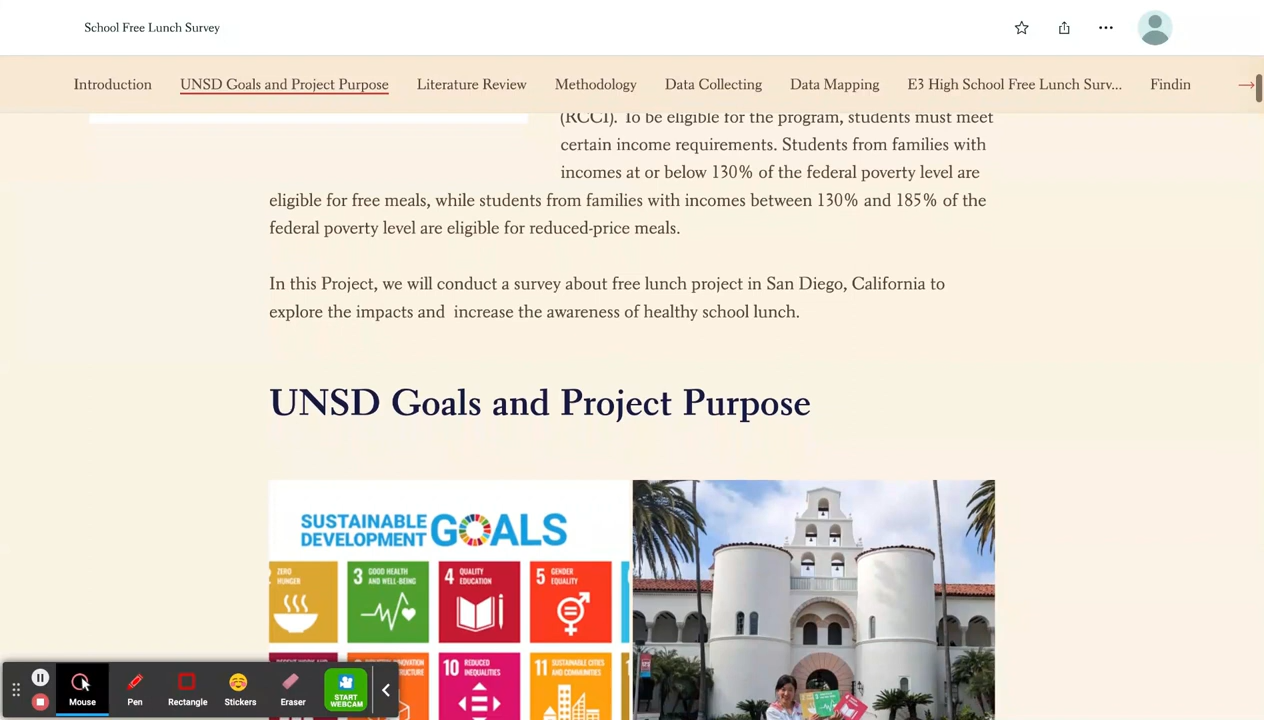 School Free Lunch Survey
Introduction
UNSD Goals and Project Purpose
Literature Review
Methodology
Data Collecting
Data Mapping
E3 High School Free Lunch Surv...
Findin
(RCCI). To be eligible for the program, students must meet
certain income requirements. Students from families with
incomes at or below 130% of the federal poverty level are
eligible for free meals, while students from families with incomes between 130% and 185% of the
federal poverty level are eligible for reduced-price meals.
In this Project, we will conduct a survey about free lunch project in San Diego, California to
explore the impacts and  increase the awareness of healthy school lunch.
UNSD Goals and Project Purpose
SUSTAINABLE
DEVELOPMENT GOALS
ZERO
HUNGER
3 GOOD HEALTH
AND WELL-BEING
4 QUALITY
EDUCATION
5 GENDER
EQUALITY
10 REDUCED
INEQUALITIES
11 SUSTAINABLE CITIES
AND COMMUNITIES
Mouse
Pen
Rectangle
Stickers
Eraser
START
WEBCAM